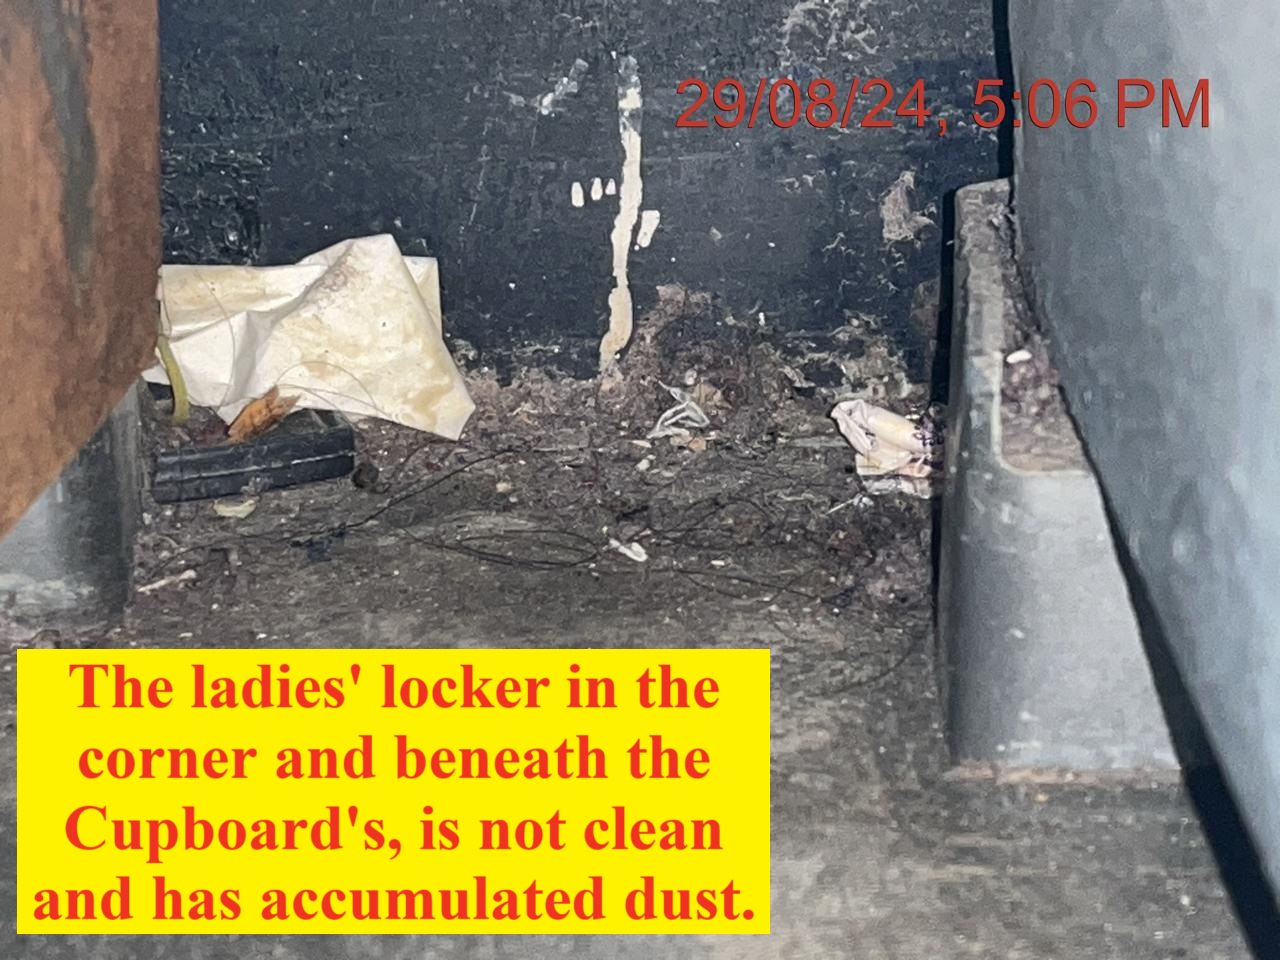 29/08/24, 5:06 PM
The ladies' locker in the
corner and beneath the
Cupboard's, is not clean
and has accumulated dust.